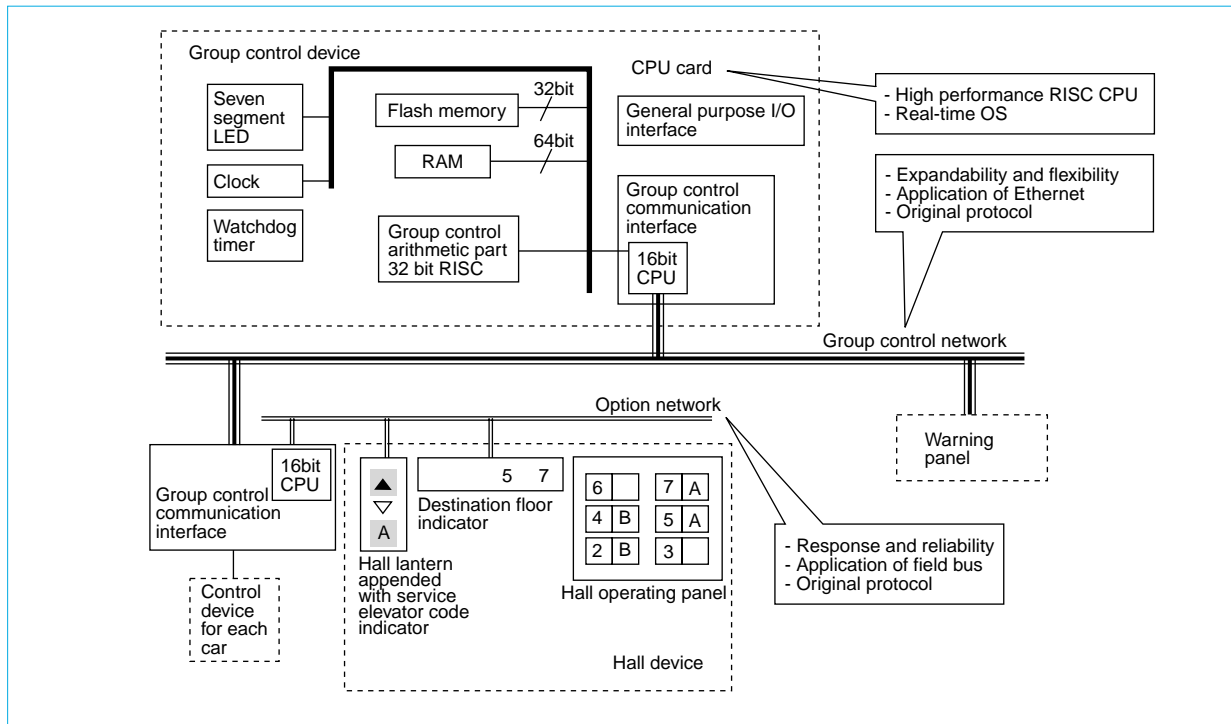 Group control device
Seven
segment
LED
Clock
Watchdog
timer
Flash memory
32bit
RAM
64bit
Group control
arithmetic part
32 bit RISC
CPU card
General purpose I/O
interface
Group control
communication
interface
16bit
CPU
- High performance RISC CPU
- Real-time OS
- Expandability and flexibility
- Application of Ethernet
- Original protocol
Group control network
Option network
16bit
CPU
Group control
communication
interface
Control
device
for each
car
A
Hall lantern
appended
with service
elevator code
indicator
5 7
Destination floor
indicator
6 7 A
4 B 5 A
2 B 3
Hall operating panel
Hall device
Warning
panel
- Response and reliability
- Application of field bus
- Original protocol